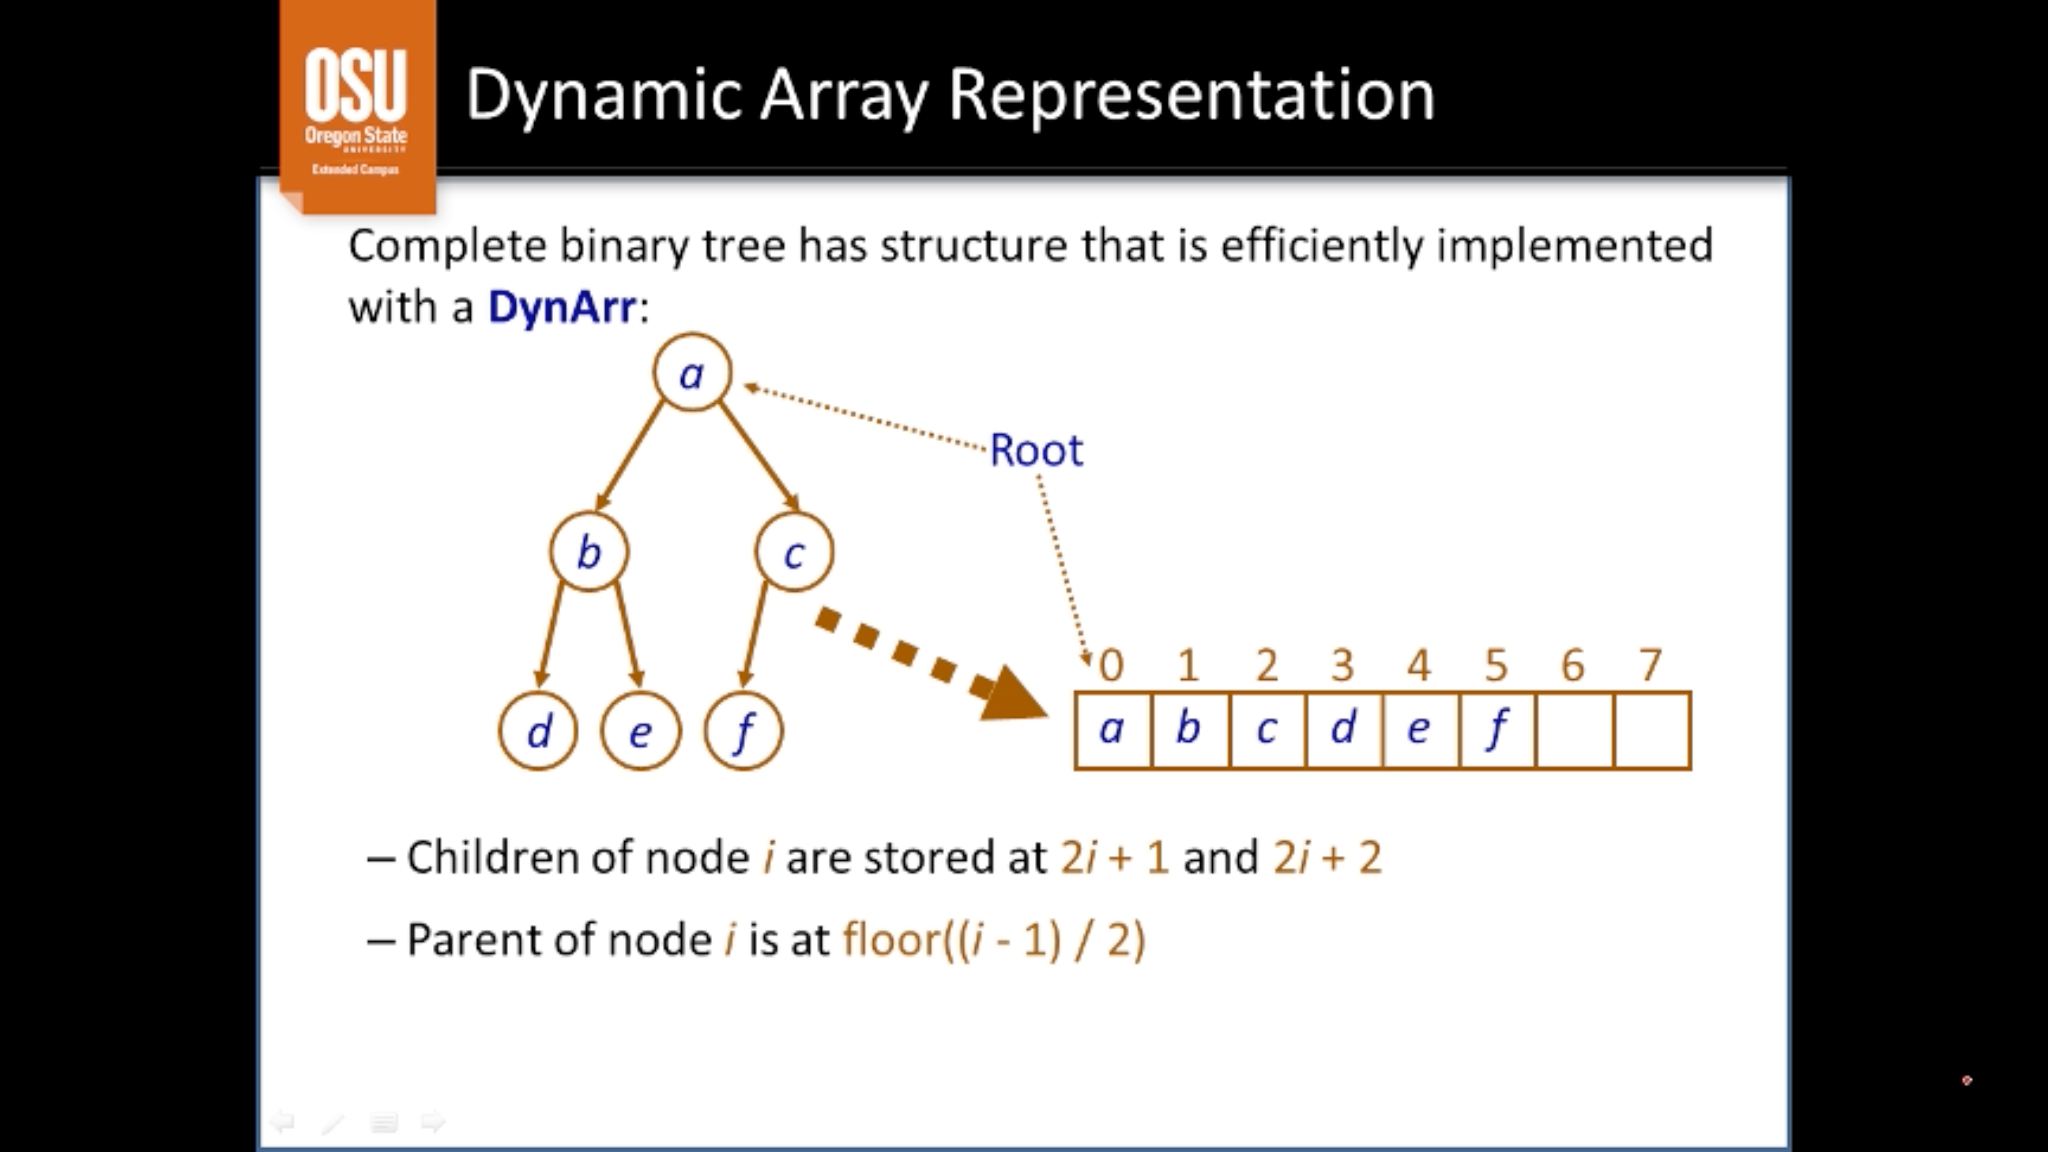 OSU
Oregon State
UNIVERSITY
Extended Campus
Dynamic Array Representation
Complete binary tree has structure that is efficiently implemented
with a DynArr:
a
Root
b c
0 1 2 3 4 5 6 7
d e f
a b c d e f
– Children of node i are stored at 2i + 1 and 2i + 2
– Parent of node i is at floor((i - 1) / 2)